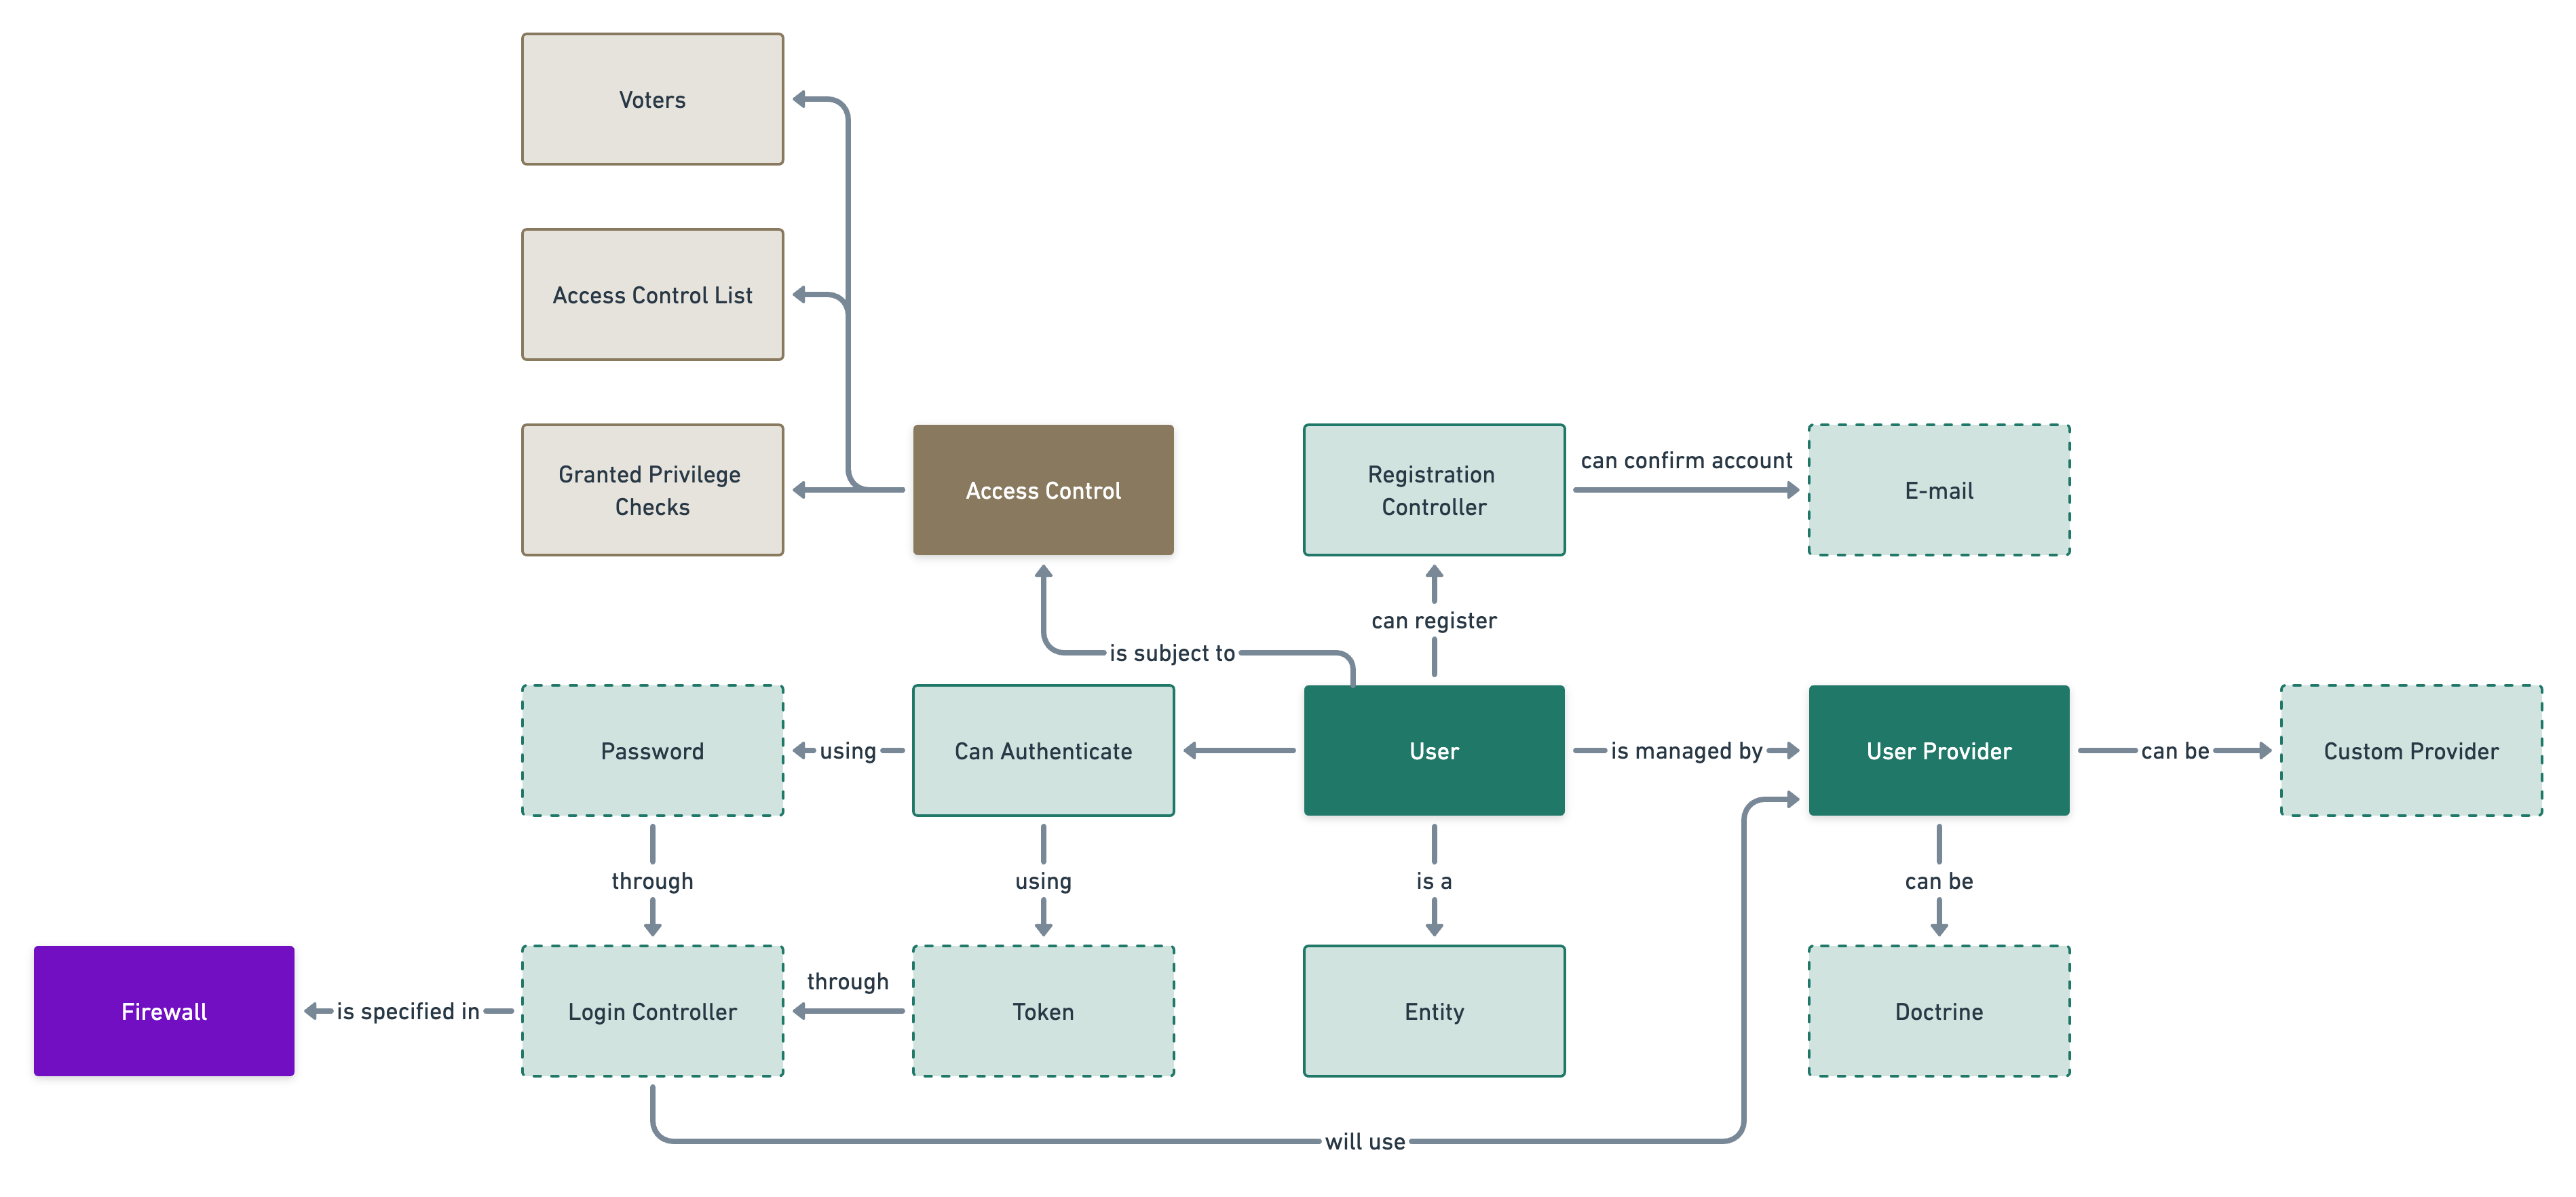 Voters
Access Control List
Granted Privilege
Checks
Access Control
Registration
Controller
can confirm account
E-mail
can register
is subject to
Password
using
Can Authenticate
User
is managed by
User Provider
can be
Custom Provider
through
using
is a
can be
Firewall
is specified in
Login Controller
through
Token
Entity
Doctrine
will use